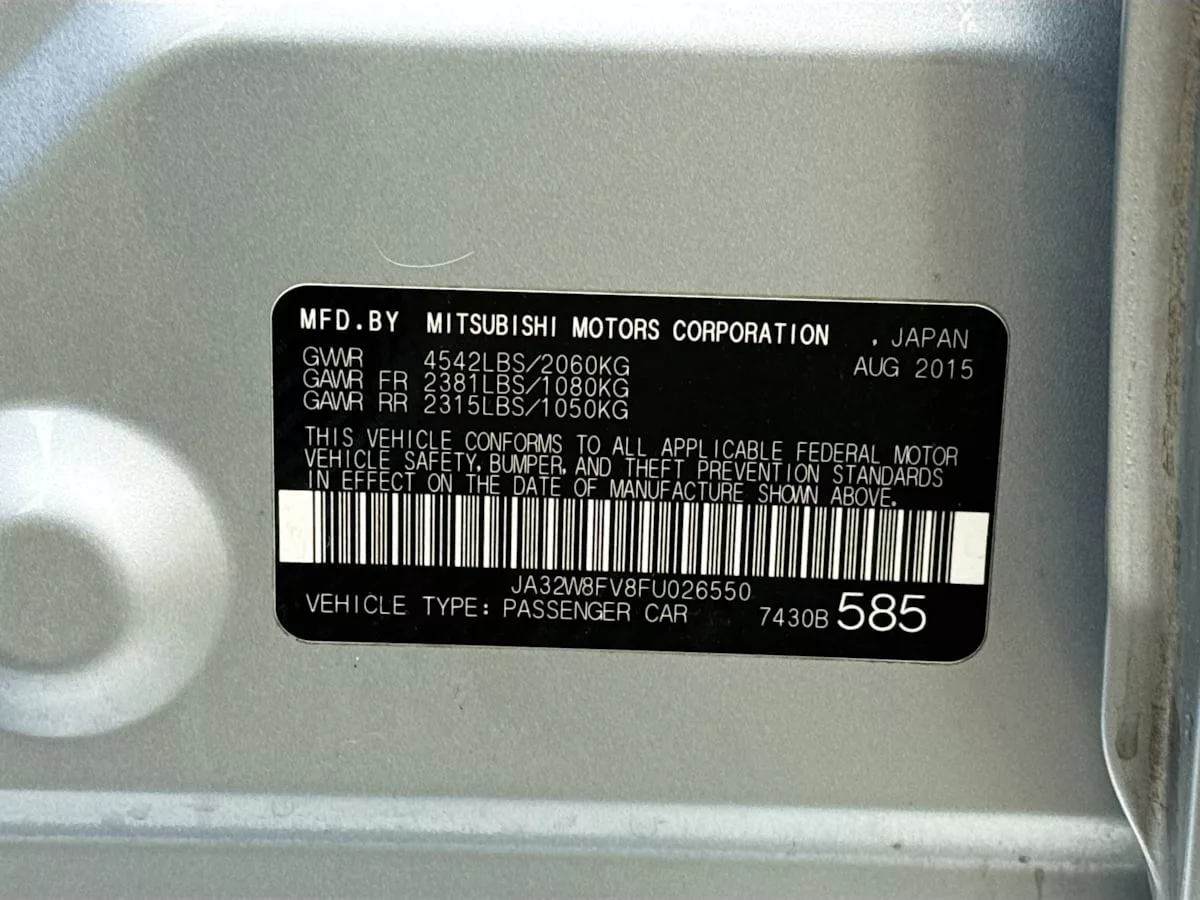 MFD.BY MITSUBISHI MOTORS CORPORATION , JAPAN
GVWR 4542LBS/2060KG AUG 2015
GAWR FR 2381LBS/1080KG
GAWR RR 2315LBS/1050KG
THIS VEHICLE CONFORMS TO ALL APPLICABLE FEDERAL MOTOR
VEHICLE SAFETY, BUMPER, AND THEFT PREVENTION STANDARDS
IN EFFECT ON THE DATE OF MANUFACTURE SHOWN ABOVE.
JA32W8FV8FU026550
VEHICLE TYPE: PASSENGER CAR 7430B 585